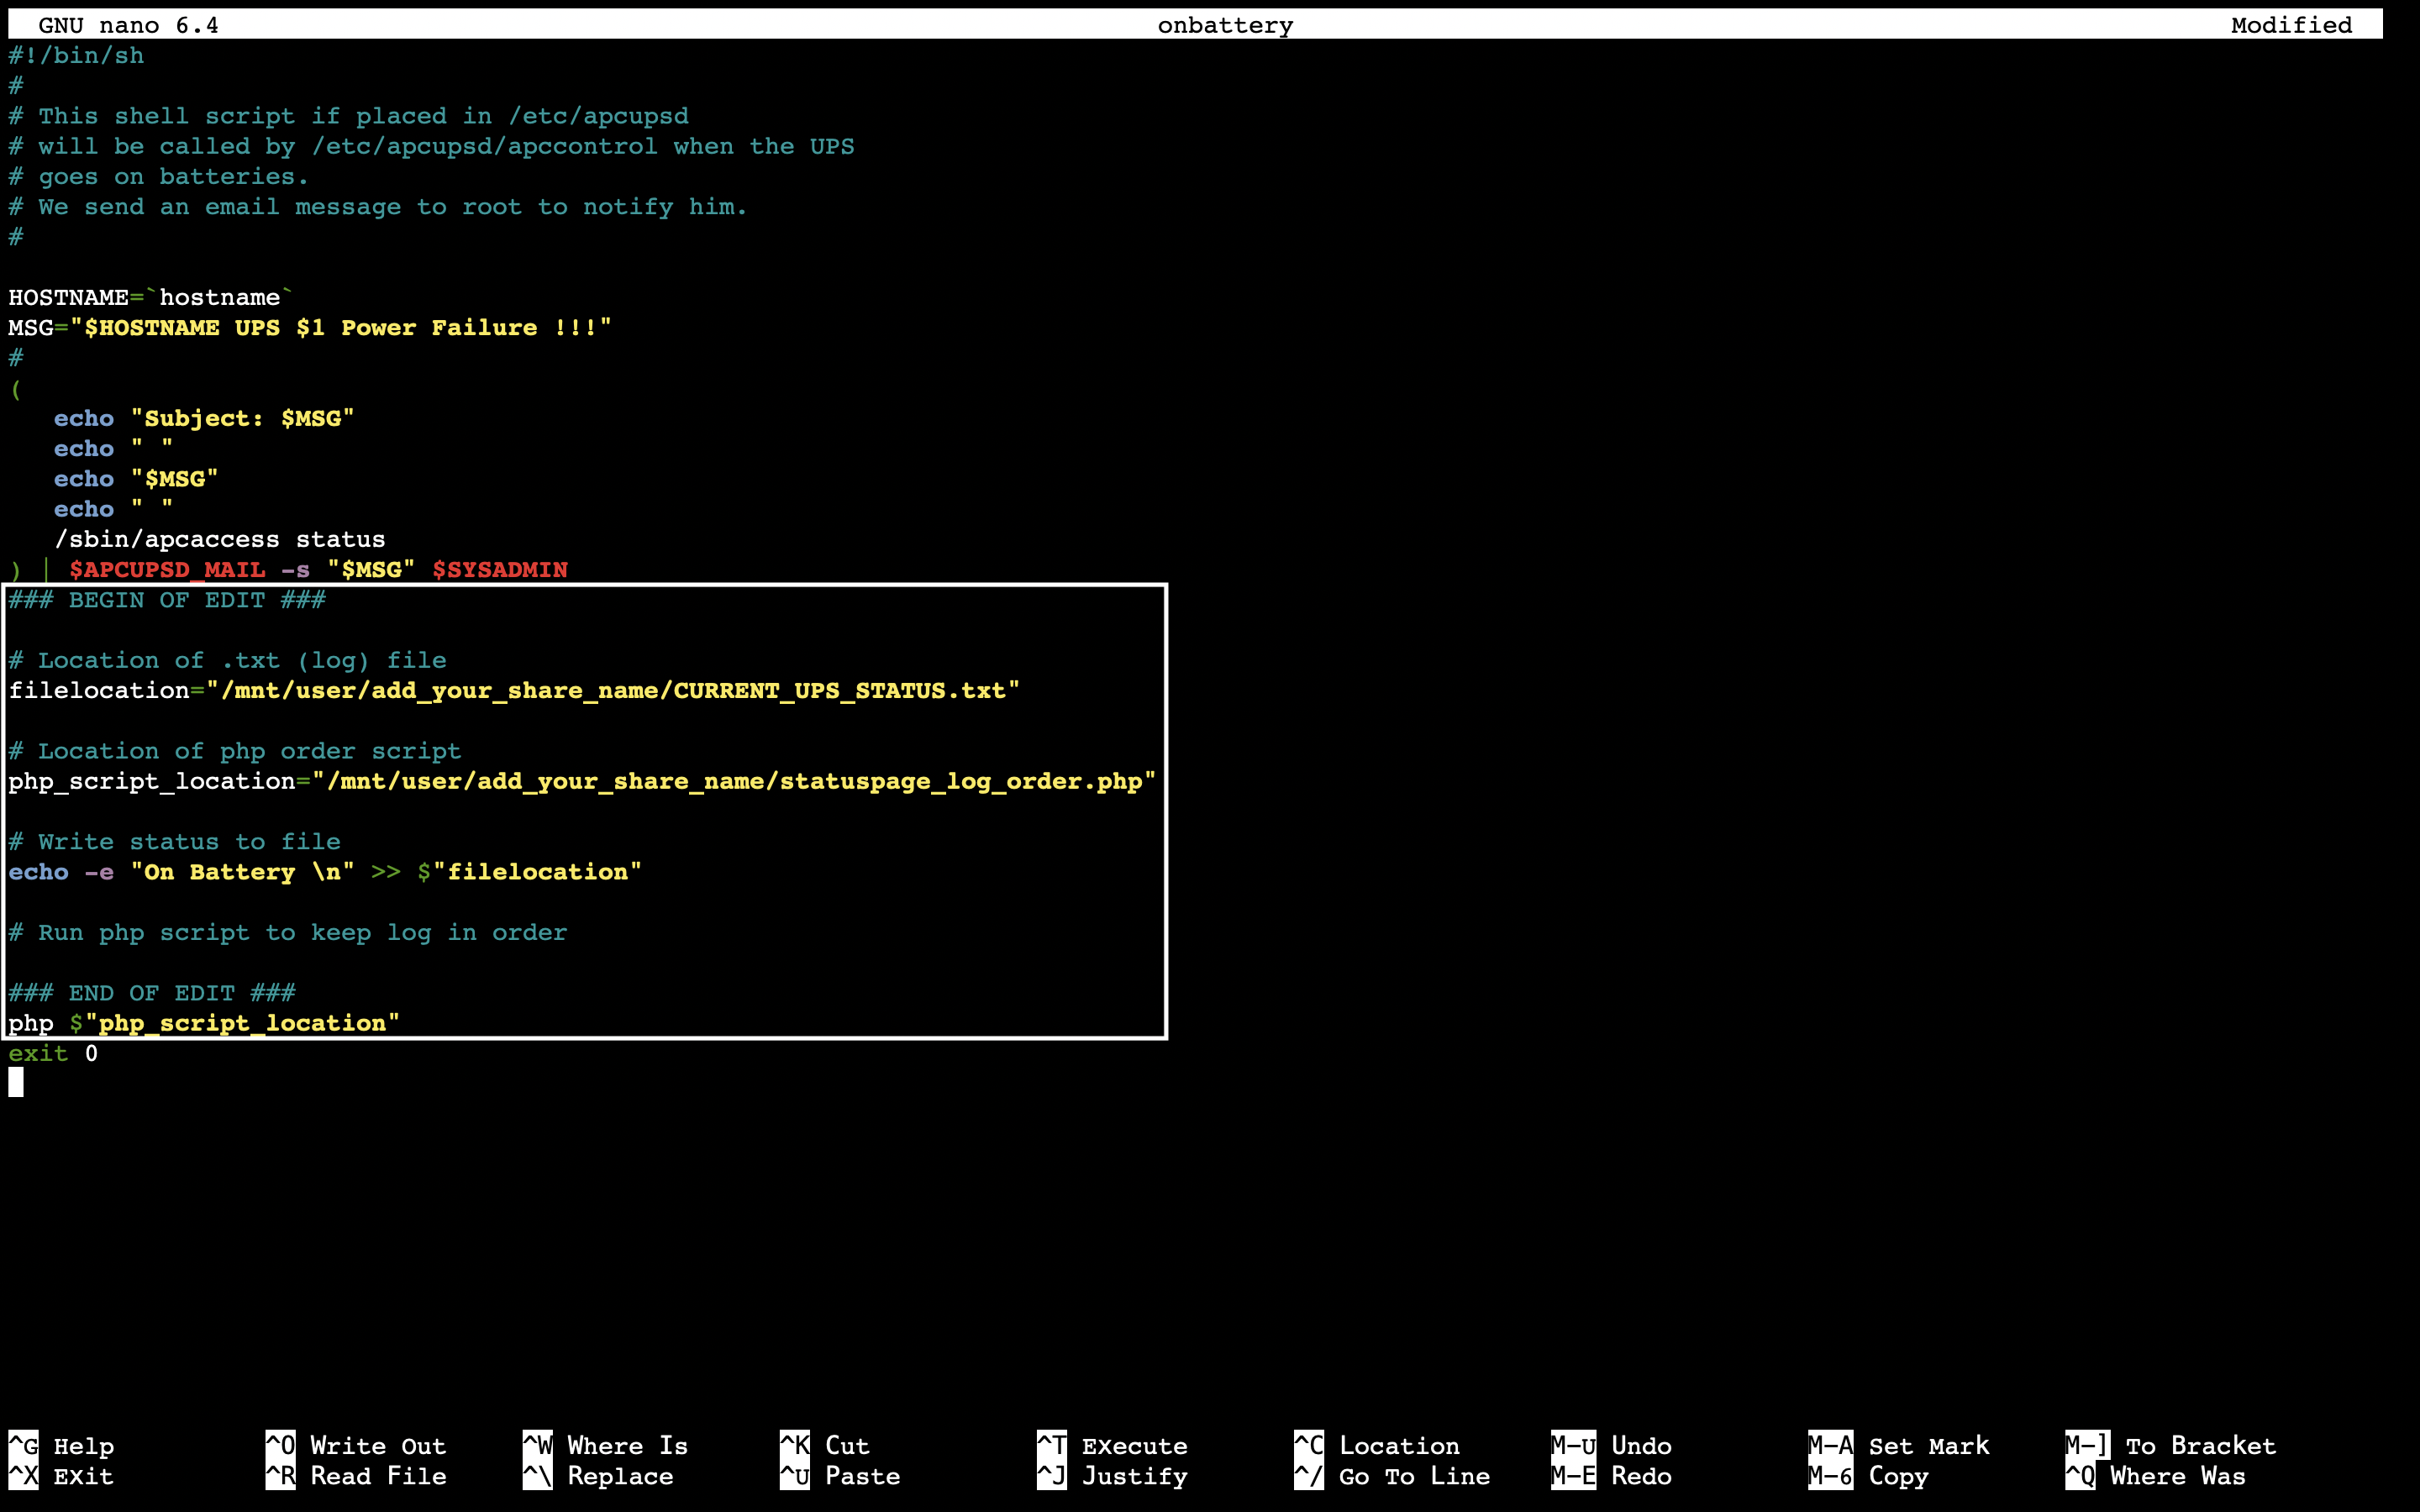 GNU nano 6.4 onbattery Modified
#!/bin/sh
#
# This shell script if placed in /etc/apcupsd
# will be called by /etc/apcupsd/apccontrol when the UPS
# goes on batteries.
# We send an email message to root to notify him.
#
HOSTNAME=`hostname`
MSG="$HOSTNAME UPS $1 Power Failure !!!"
#
(
   echo "Subject: $MSG"
   echo " "
   echo "$MSG"
   echo " "
   /sbin/apcaccess status
) | $APCUPSD_MAIL -s "$MSG" $SYSADMIN
### BEGIN OF EDIT ###
# Location of .txt (log) file
filelocation="/mnt/user/add_your_share_name/CURRENT_UPS_STATUS.txt"
# Location of php order script
php_script_location="/mnt/user/add_your_share_name/statuspage_log_order.php"
# Write status to file
echo -e "On Battery \n" >> $"filelocation"
# Run php script to keep log in order
### END OF EDIT ###
php $"php_script_location"
exit 0
^G Help ^O Write Out ^W Where Is ^K Cut ^T Execute ^C Location M-U Undo M-A Set Mark M-] To Bracket
^X Exit ^R Read File ^\ Replace ^U Paste ^J Justify ^/ Go To Line M-E Redo M-6 Copy ^Q Where Was